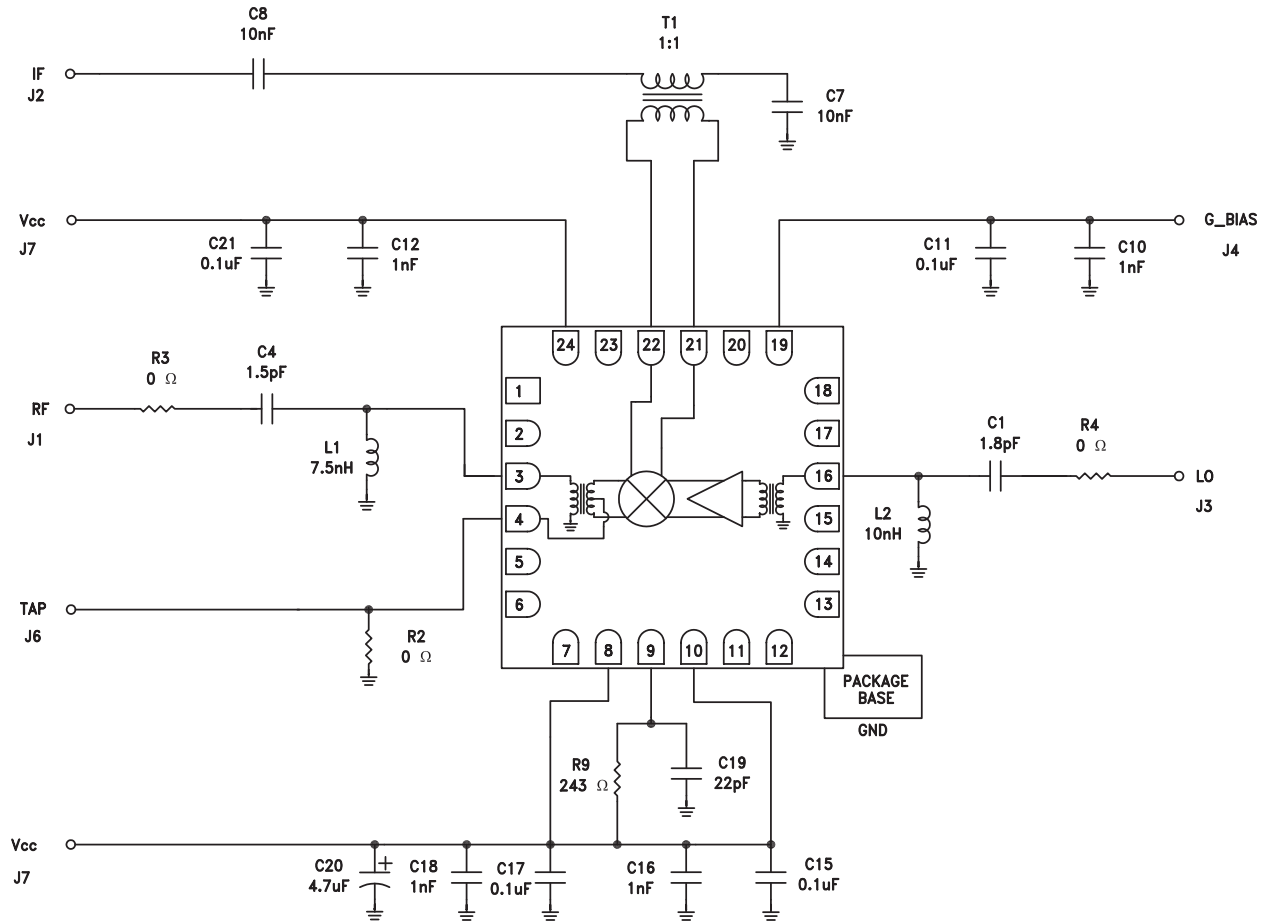 C8
10nF
T1
1:1
IF
J2
C7
10nF
Vcc
J7
C21
0.1uF
C12
1nF
C11
0.1uF
C10
1nF
G_BIAS
J4
24
23
22
21
20
19
R3
0 Ω
C4
1.5pF
RF
J1
L1
7.5nH
1
2
3
4
5
6
18
17
16
15
14
13
C1
1.8pF
R4
0 Ω
LO
J3
L2
10nH
TAP
J6
R2
0 Ω
7
8
9
10
11
12
PACKAGE
BASE
GND
R9
243 Ω
C19
22pF
Vcc
J7
C20
4.7uF
+
C18
1nF
C17
0.1uF
C16
1nF
C15
0.1uF